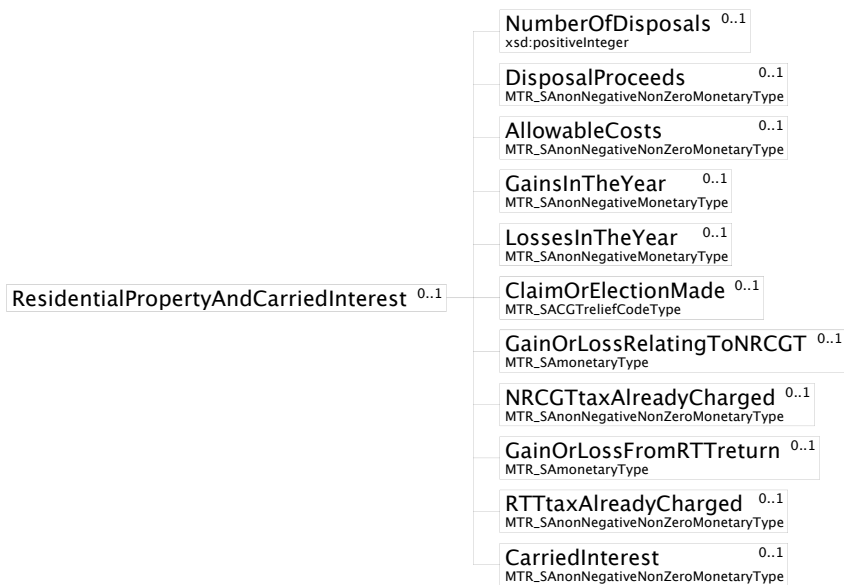 NumberOfDisposals 0..1
xsd:positiveInteger
DisposalProceeds 0..1
MTR_SAnonNegativeNonZeroMonetaryType
AllowableCosts 0..1
MTR_SAnonNegativeNonZeroMonetaryType
GainsInTheYear 0..1
MTR_SAnonNegativeMonetaryType
LossesInTheYear 0..1
MTR_SAnonNegativeMonetaryType
ResidentialPropertyAndCarriedInterest 0..1
ClaimOrElectionMade 0..1
MTR_SACGTreliefCodeType
GainOrLossRelatingToNRCGT 0..1
MTR_SAmonetaryType
NRCGTtaxAlreadyCharged 0..1
MTR_SAnonNegativeNonZeroMonetaryType
GainOrLossFromRTTreturn 0..1
MTR_SAmonetaryType
RTTtaxAlreadyCharged 0..1
MTR_SAnonNegativeNonZeroMonetaryType
CarriedInterest 0..1
MTR_SAnonNegativeNonZeroMonetaryType